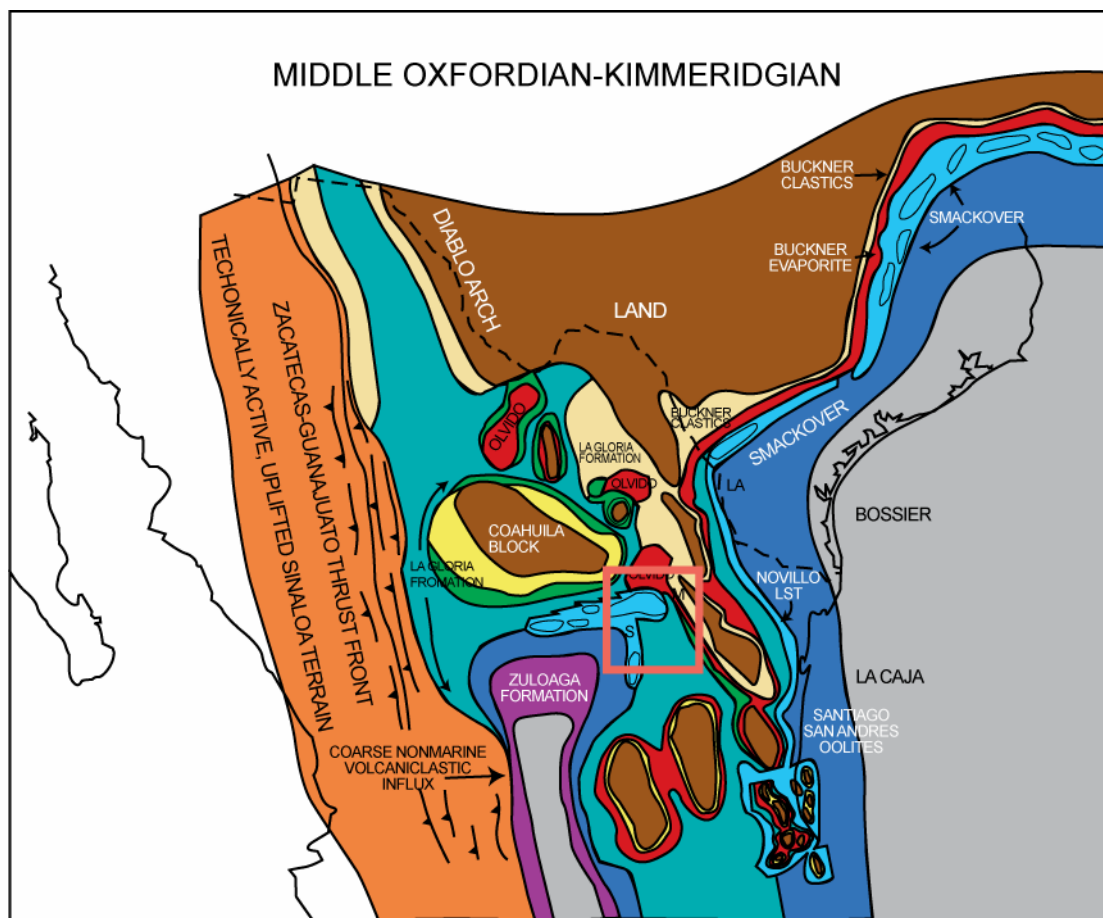 MIDDLE OXFORDIAN-KIMMERIDGIAN
BUCKNER
CLASTICS
SMACKOVER
BUCKNER
EVAPORITE
DIABLO ARCH
LAND
TECHONICALLY ACTIVE, UPLIFTED SINALOA TERRAIN
ZACATECAS-GUANAJUATO THRUST FRONT
OLVIDO
BUCKNER
CLASTICS
SMACKOVER
LA GLORIA
FORMATION
OLVIDO
LA
COAHUILA
BLOCK
BOSSIER
LA GLORIA
FROMATION
OLVIDO
M
NOVILLO
LST
S
ZULOAGA
FORMATION
LA CAJA
SANTIAGO
SAN ANDRES
OOLITES
COARSE NONMARINE
VOLCANICLASTIC
INFLUX